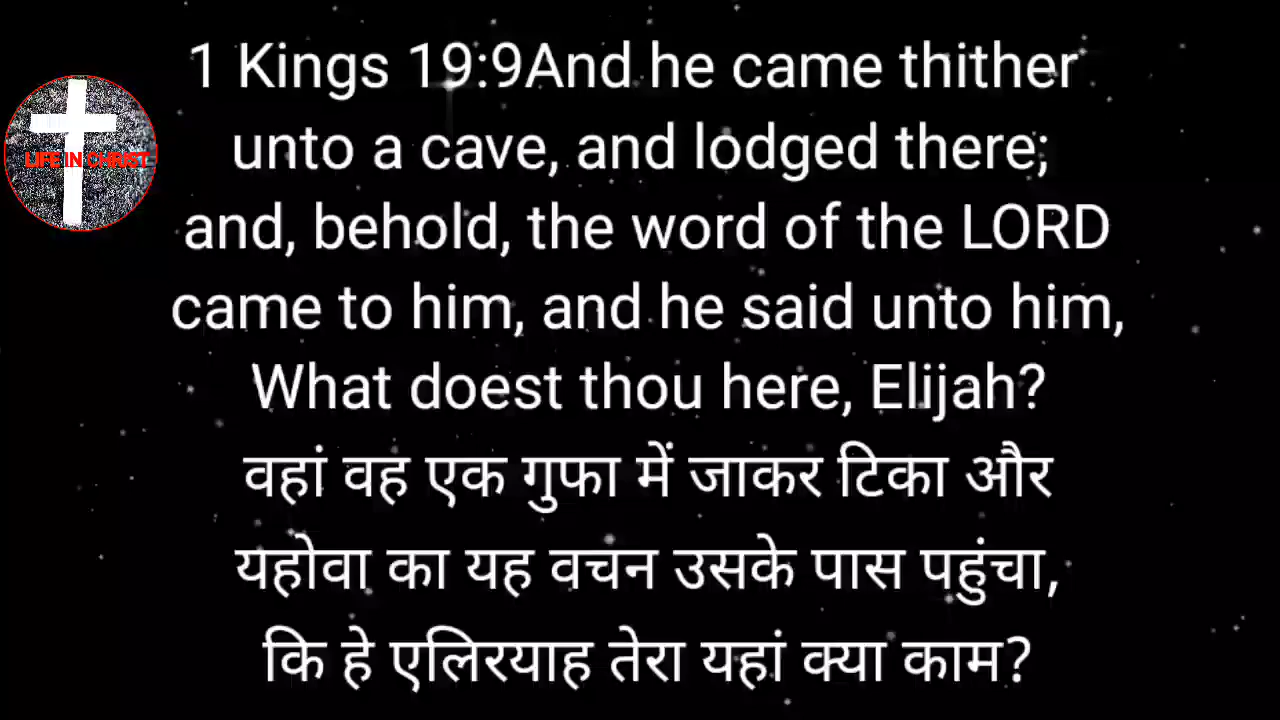 1 Kings 19:9And he came thither
unto a cave, and lodged there;
and, behold, the word of the LORD
came to him, and he said unto him,
What doest thou here, Elijah?
वहां वह एक गुफा में जाकर टिका और
यहोवा का यह वचन उसके पास पहुंचा,
कि हे एलिरयाह तेरा यहां क्या काम?
LIFE IN CHRIST